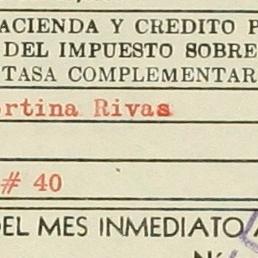 ACIENDA Y CREDITO P
DEL IMPUESTO SOBRE
TASA COMPLEMENTAR
rtina Rivas
# 40
DEL MES INMEDIATO A
N